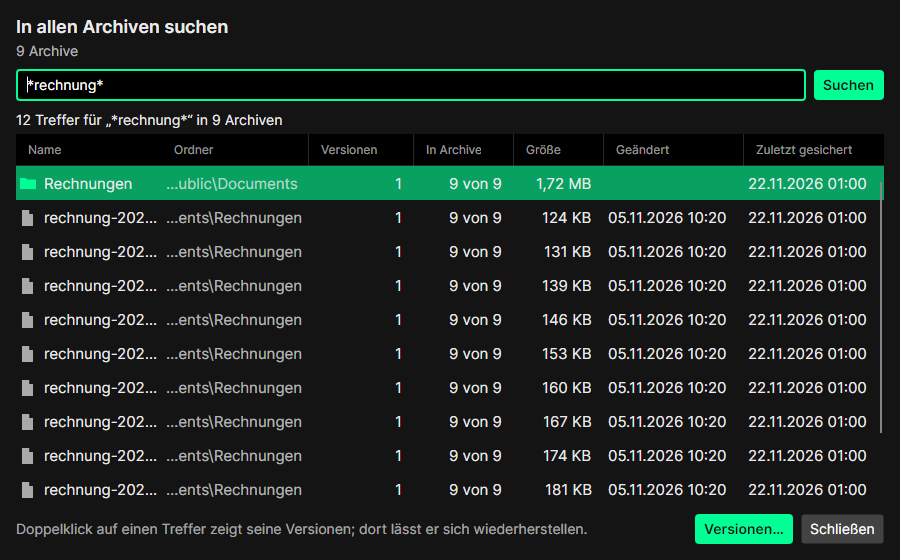 In allen Archiven suchen
9 Archive
*rechnung* Suchen
12 Treffer für „*rechnung*“ in 9 Archiven
Name Ordner Versionen In Archive Größe Geändert Zuletzt gesichert
Rechnungen ...ublic\Documents 1 9 von 9 1,72 MB 22.11.2026 01:00
rechnung-202... ...ents\Rechnungen 1 9 von 9 124 KB 05.11.2026 10:20 22.11.2026 01:00
rechnung-202... ...ents\Rechnungen 1 9 von 9 131 KB 05.11.2026 10:20 22.11.2026 01:00
rechnung-202... ...ents\Rechnungen 1 9 von 9 139 KB 05.11.2026 10:20 22.11.2026 01:00
rechnung-202... ...ents\Rechnungen 1 9 von 9 146 KB 05.11.2026 10:20 22.11.2026 01:00
rechnung-202... ...ents\Rechnungen 1 9 von 9 153 KB 05.11.2026 10:20 22.11.2026 01:00
rechnung-202... ...ents\Rechnungen 1 9 von 9 160 KB 05.11.2026 10:20 22.11.2026 01:00
rechnung-202... ...ents\Rechnungen 1 9 von 9 167 KB 05.11.2026 10:20 22.11.2026 01:00
rechnung-202... ...ents\Rechnungen 1 9 von 9 174 KB 05.11.2026 10:20 22.11.2026 01:00
rechnung-202... ...ents\Rechnungen 1 9 von 9 181 KB 05.11.2026 10:20 22.11.2026 01:00
Doppelklick auf einen Treffer zeigt seine Versionen; dort lässt er sich wiederherstellen. Versionen... Schließen